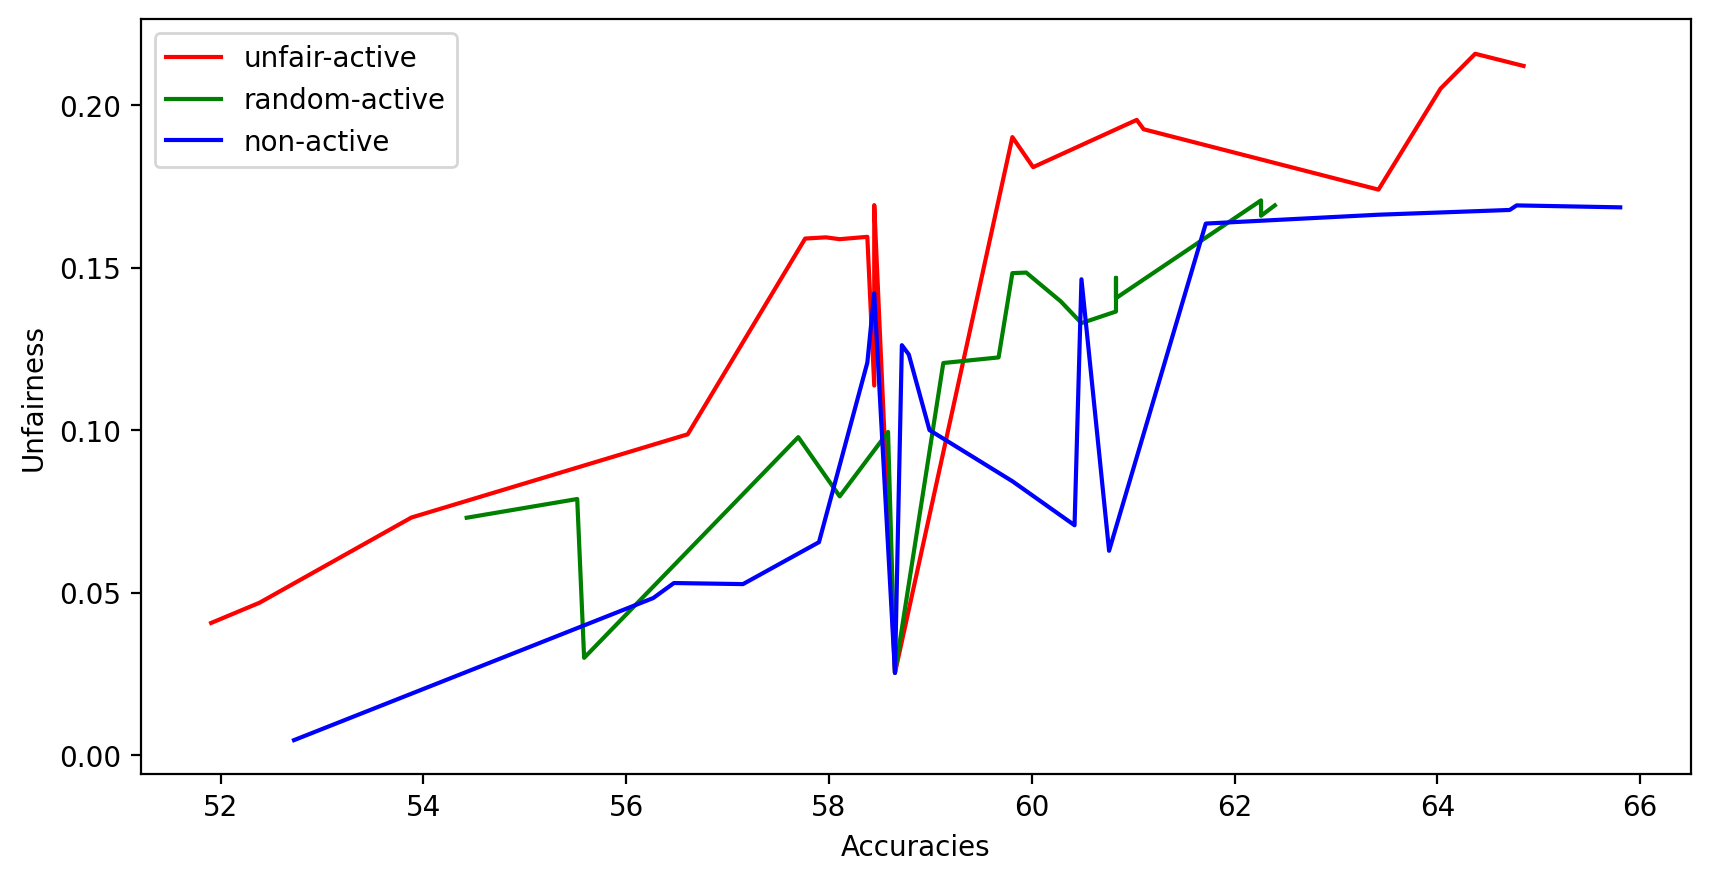 unfair-active
random-active
non-active
0.20
0.15
0.10
0.05
0.00
Unfairness
52 54 56 58 60 62 64 66
Accuracies